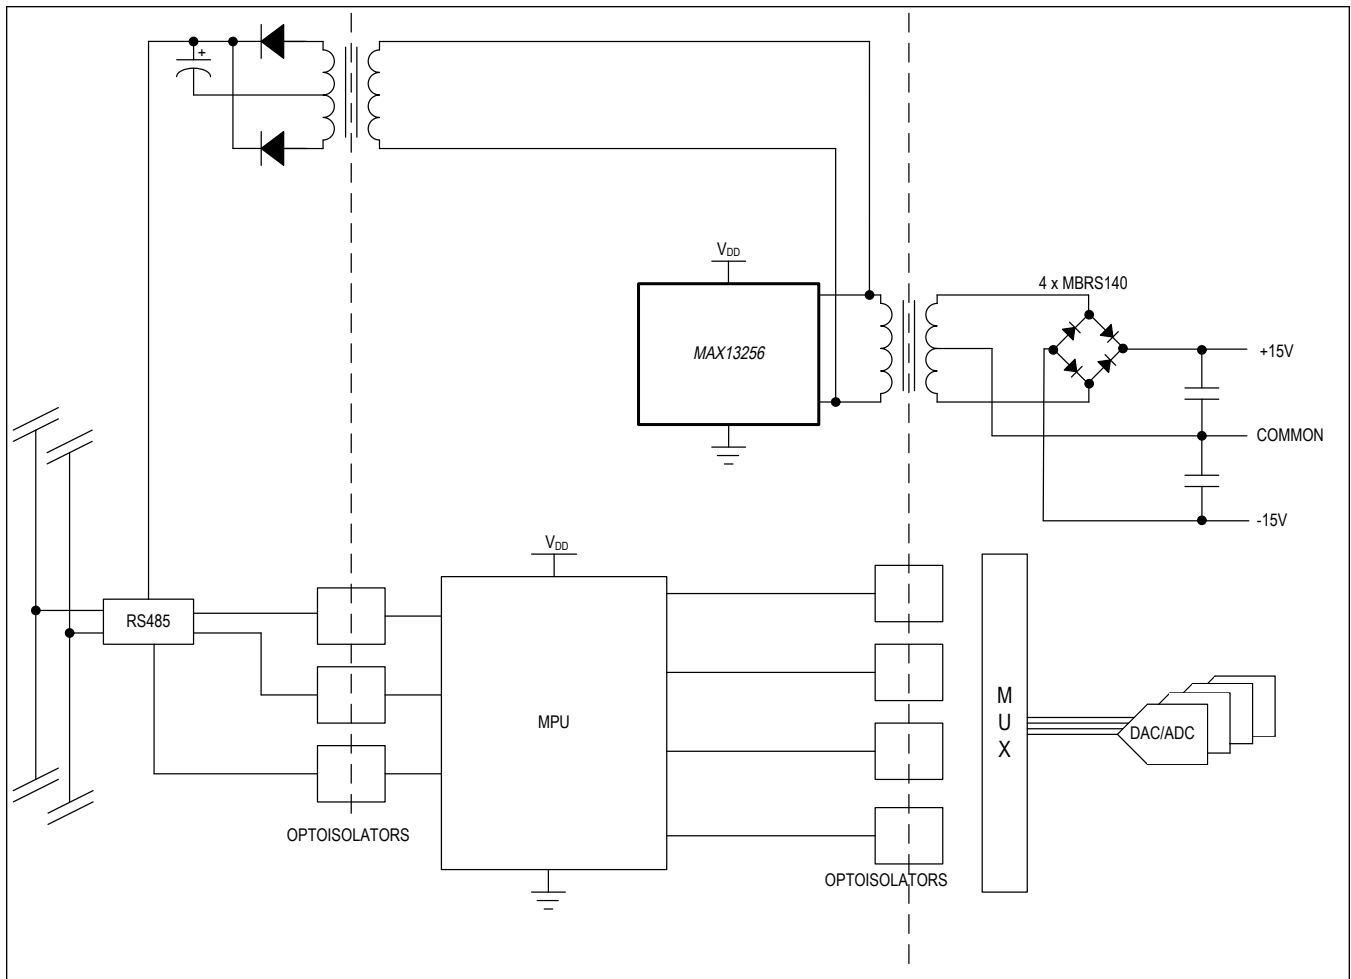 +
VDD
4 x MBRS140
MAX13256
+15V
COMMON
-15V
VDD
RS485
MPU
M
U
X
DAC/ADC
OPTOISOLATORS
OPTOISOLATORS